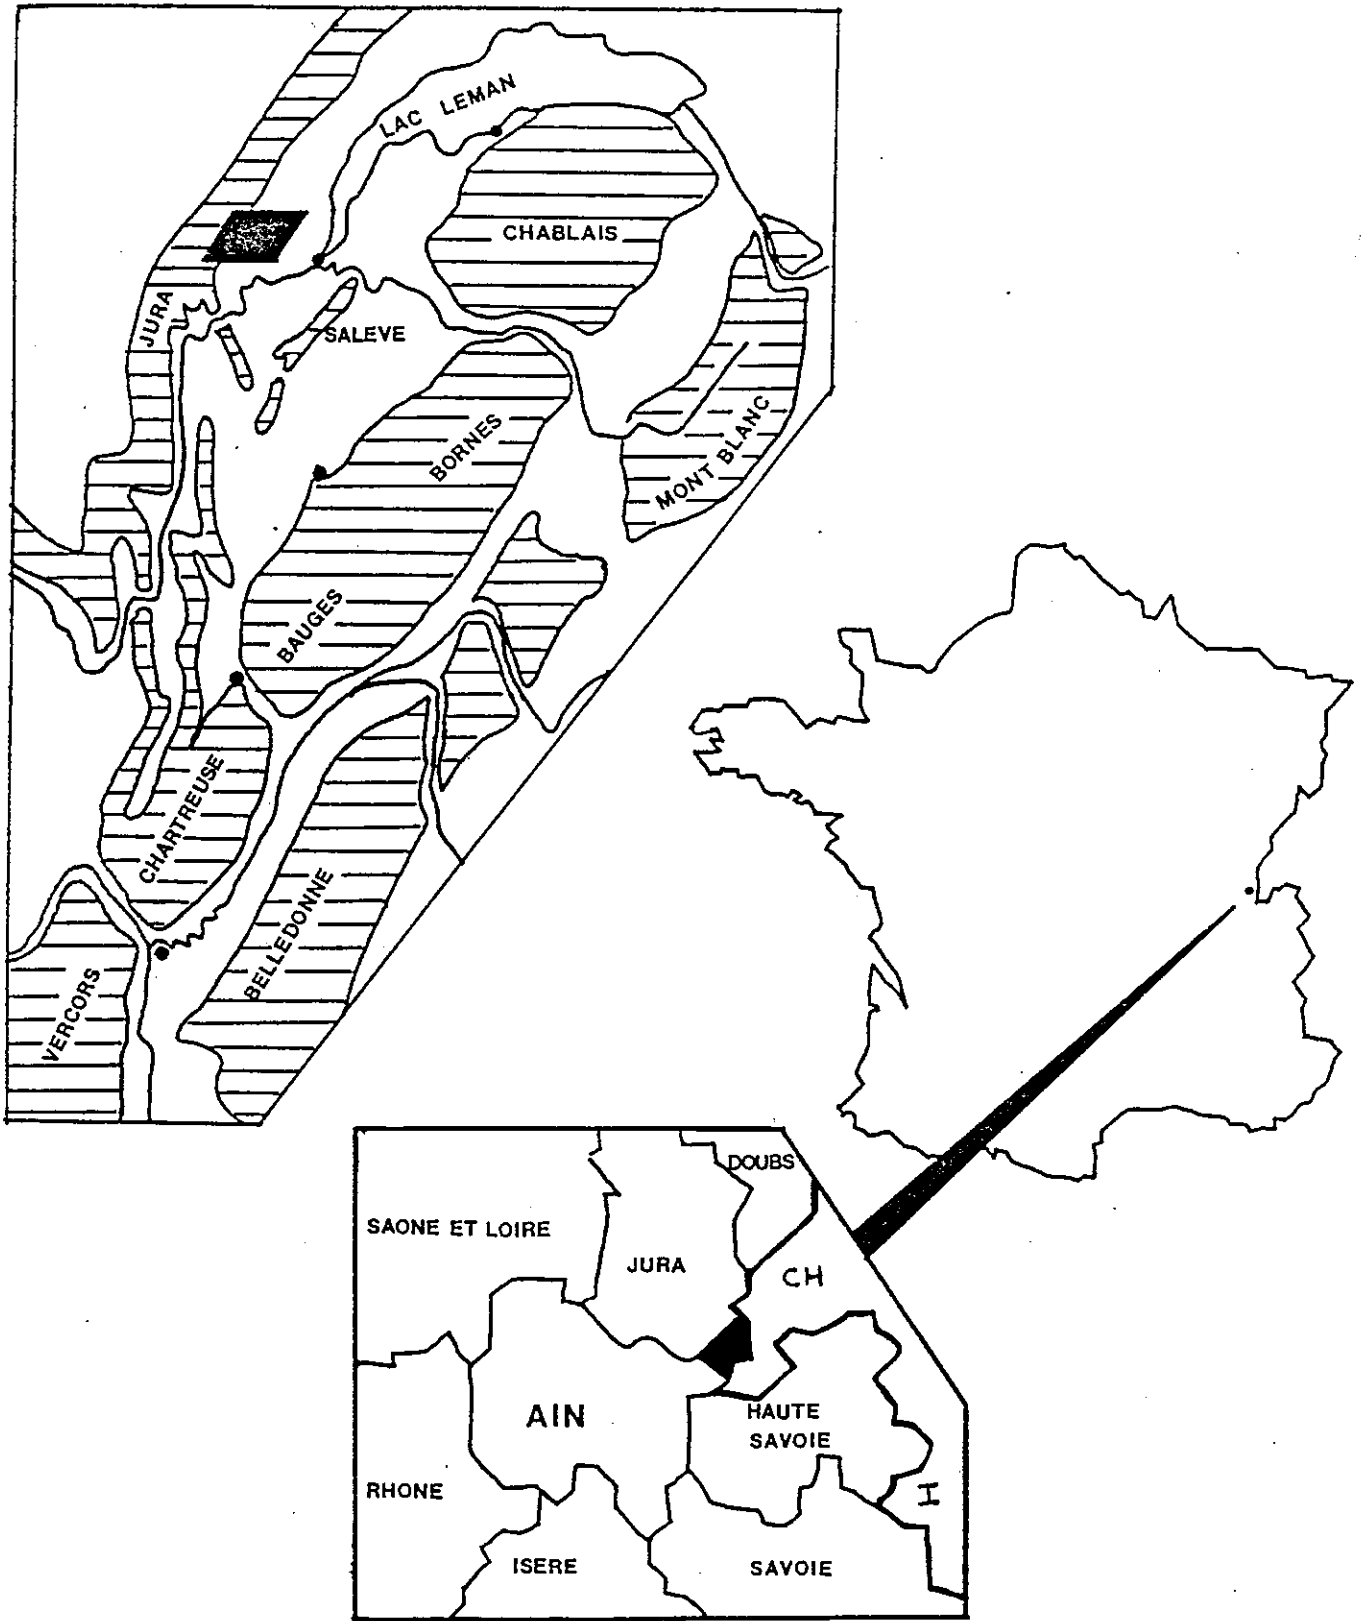 LAC LEMAN
CHABLAIS
JURA
SALEVE
BORNES
MONT BLANC
BAUGES
CHARTREUSE
BELLEDONNE
VERCORS
DOUBS
SAONE ET LOIRE
JURA
CH
AIN
HAUTE
SAVOIE
RHONE
I
ISERE
SAVOIE